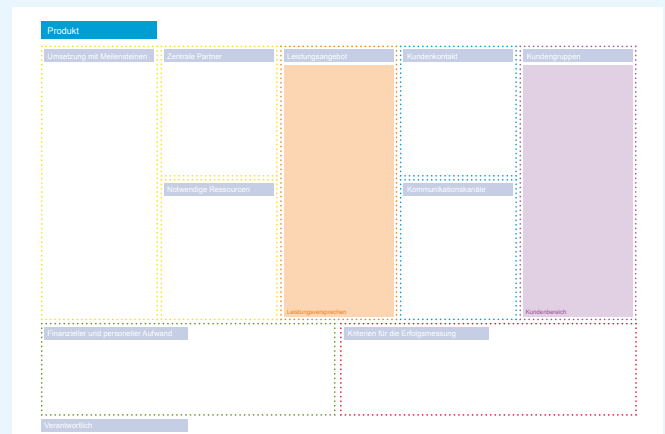 Produkt
Umsetzung mit Meilensteinen
Zentrale Partner
Leistungsangebot
Kundenkontakt
Kundengruppen
Notwendige Ressourcen
Kommunikationskanäle
Leistungsversprechen
Kundenbereich
Finanzieller und personeller Aufwand
Kriterien für die Erfolgsmessung
Verantwortlich